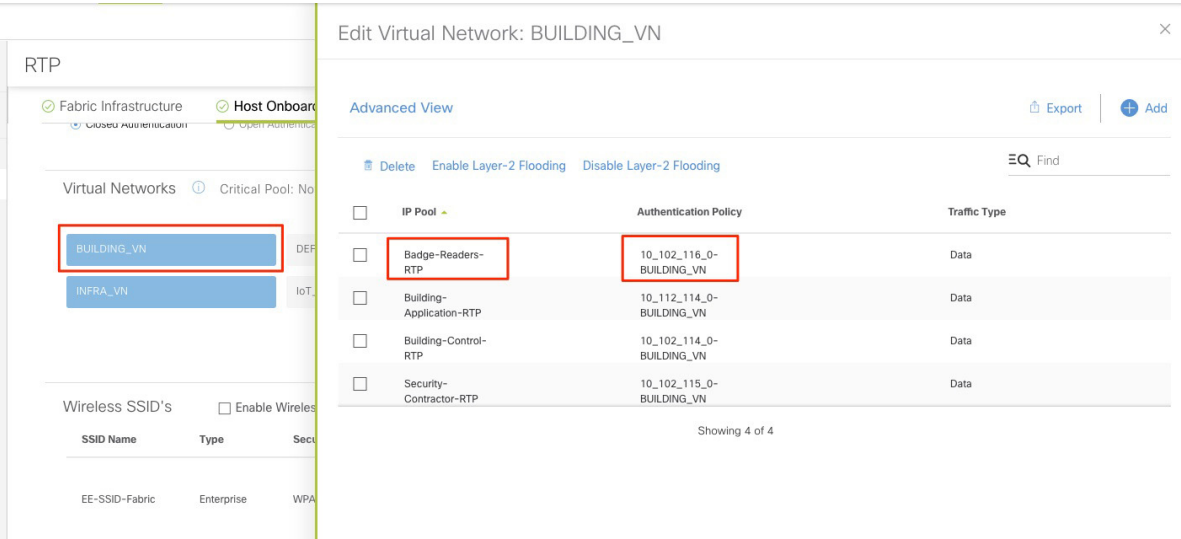 Edit Virtual Network: BUILDING_VN
RTP
Fabric Infrastructure
Host Onboard
Closed Authentication
Open Authentica
Virtual Networks
Critical Pool: No
BUILDING_VN
DEF
INFRA_VN
IoT_
Wireless SSID's
Enable Wireles
SSID Name Type Secu
EE-SSID-Fabric Enterprise WPA
Advanced View
Export
Add
Delete Enable Layer-2 Flooding Disable Layer-2 Flooding
Find
IP Pool Authentication Policy Traffic Type
Badge-Readers- 10_102_116_0- Data
RTP BUILDING_VN
Building- 10_112_114_0- Data
Application-RTP BUILDING_VN
Building-Control- 10_102_114_0- Data
RTP BUILDING_VN
Security- 10_102_115_0- Data
Contractor-RTP BUILDING_VN
Showing 4 of 4